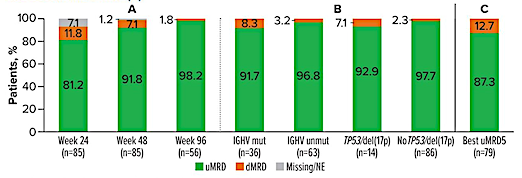 A
B
C
Patients, %
100
80
60
40
20
0
7.1
11.8
81.2
1.2
7.1
91.8
1.8
98.2
8.3
91.7
3.2
96.8
7.1
92.9
2.3
97.7
12.7
87.3
Week 24
(n=85)
Week 48
(n=85)
Week 96
(n=56)
IGHV mut
(n=36)
IGHV unmut
(n=63)
TP53/del(17p)
(n=14)
No TP53/del(17p)
(n=86)
Best uMRD5
(n=79)
uMRD dMRD Missing/NE